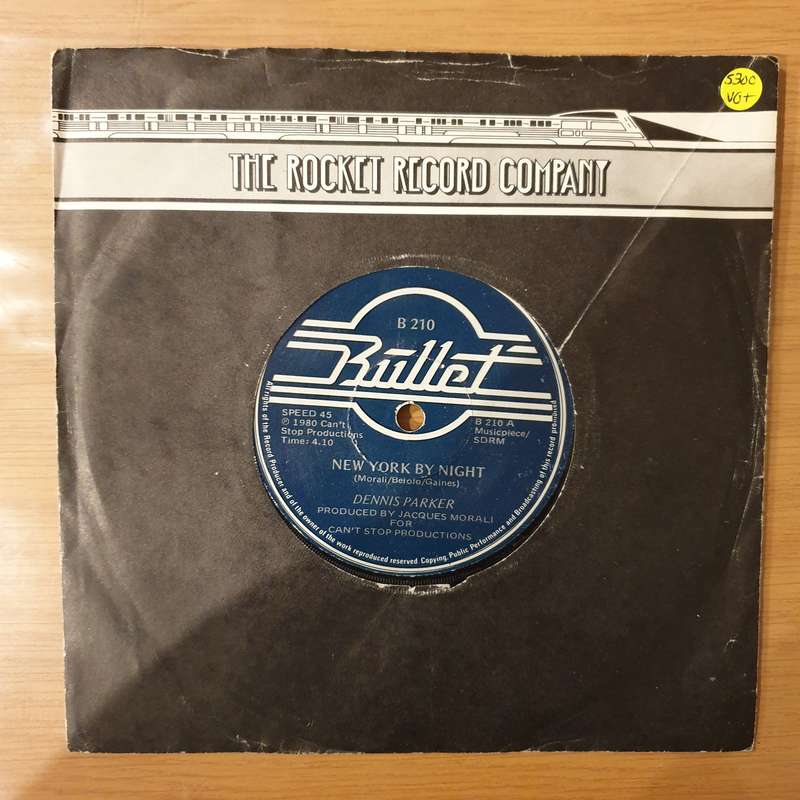 530c
VG+
THE ROCKET RECORD COMPANY
B 210
Bullet
SPEED 45
℗ 1980 Can't
Stop Productions
Time: 4.10
B 210 A
Musicpiece/
SDRM
NEW YORK BY NIGHT
(Morali/Belolo/Gaines)
DENNIS PARKER
PRODUCED BY JACQUES MORALI
FOR
CAN'T STOP PRODUCTIONS
All rights of the Record Producer and of the owner of the work reproduced reserved. Copying, Public Performance and Broadcasting of this record prohibited